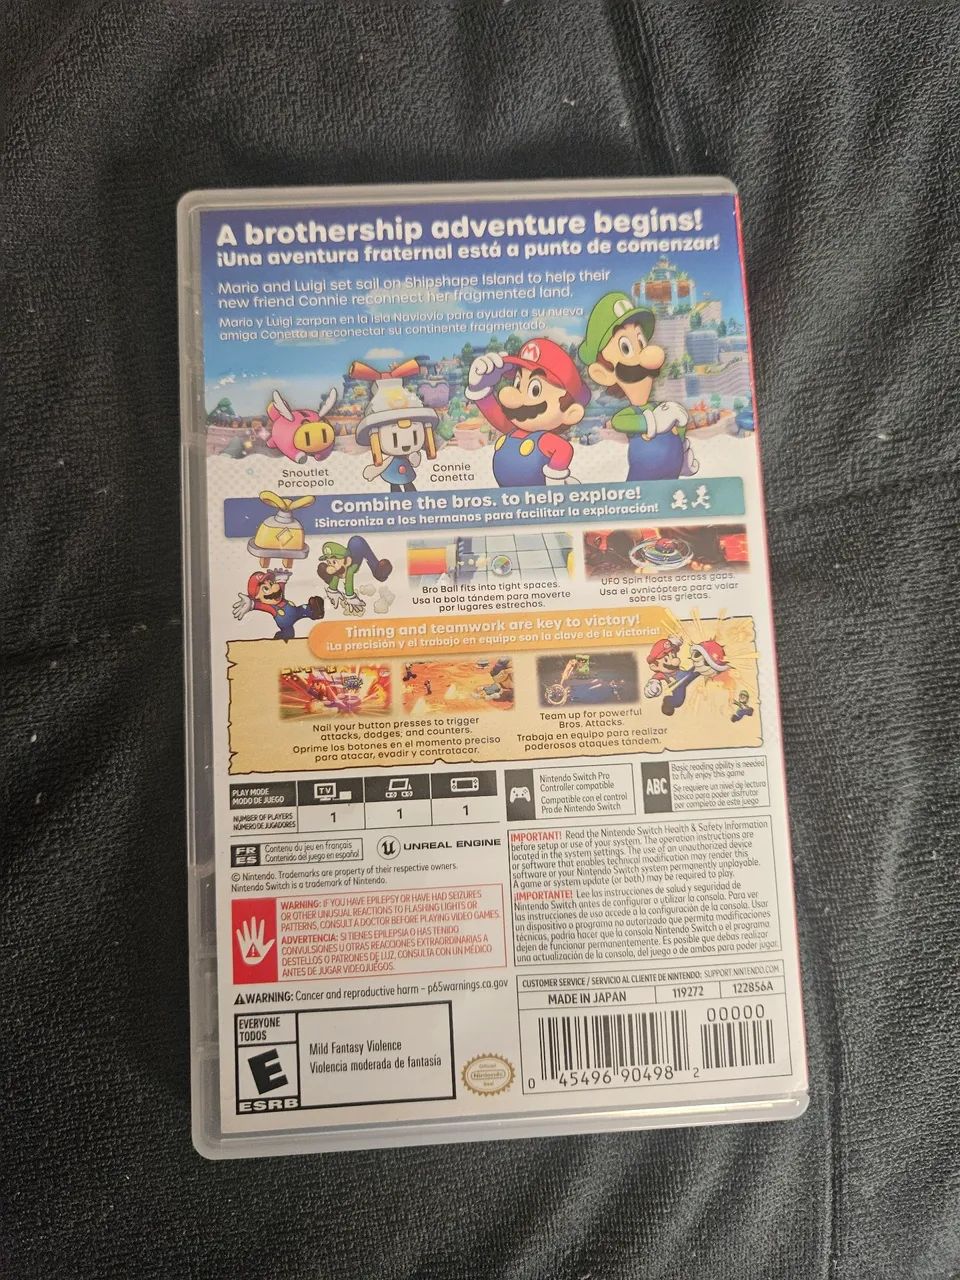 A brothership adventure begins!
¡Una aventura fraternal está a punto de comenzar!
Mario and Luigi set sail on Shipshape Island to help their
new friend Connie reconnect her fragmented land.
Mario y Luigi zarpan en la isla Naviovio para ayudar a su nueva
amiga Conetta a reconectar su continente fragmentado.
Snoutlet
Porcopolo
Connie
Conetta
Combine the bros. to help explore!
¡Sincroniza a los hermanos para facilitar la exploración!
Bro Ball fits into tight spaces.
Usa la bola tándem para moverte
por lugares estrechos.
UFO Spin floats across gaps.
Usa el ovnicóptero para volar
sobre las grietas.
Timing and teamwork are key to victory!
¡La precisión y el trabajo en equipo son la clave de la victoria!
Nail your button presses to trigger
attacks, dodges, and counters.
Oprime los botones en el momento preciso
para atacar, evadir y contratacar.
Team up for powerful
Bros. Attacks.
Trabaja en equipo para realizar
poderosos ataques tándem.
PLAY MODE
MODO DE JUEGO
TV
NUMBER OF PLAYERS
NÚMERO DE JUGADORES
1
1
1
Nintendo Switch Pro
Controller compatible
Compatible con el control
Pro de Nintendo Switch
ABC
Basic reading ability is needed
to fully enjoy this game
Se requiere un nivel de lectura
básico para poder disfrutar
por completo de este juego
FR
ES
Contenu du jeu en français
Contenido del juego en español
UNREAL ENGINE
© Nintendo. Trademarks are property of their respective owners.
Nintendo Switch is a trademark of Nintendo.
WARNING: IF YOU HAVE EPILEPSY OR HAVE HAD SEIZURES
OR OTHER UNUSUAL REACTIONS TO FLASHING LIGHTS OR
PATTERNS, CONSULT A DOCTOR BEFORE PLAYING VIDEO GAMES.
ADVERTENCIA: SI TIENES EPILEPSIA O HAS TENIDO
CONVULSIONES U OTRAS REACCIONES EXTRAORDINARIAS A
DESTELLOS O PATRONES DE LUZ, CONSULTA CON UN MÉDICO
ANTES DE JUGAR VIDEOJUEGOS.
IMPORTANT! Read the Nintendo Switch Health & Safety Information
before setup or use of your system. The operation instructions are
located in the system settings. The use of an unauthorized device
or software that enables technical modification may render this
software or your Nintendo Switch system permanently unplayable.
A game or system update (or both) may be required to play.
¡IMPORTANTE! Lee las instrucciones de salud y seguridad de
Nintendo Switch antes de configurar o utilizar la consola. Para ver
las instrucciones de uso accede a la configuración de la consola. Usar
un dispositivo o programa no autorizado que permita modificaciones
técnicas, podría hacer que la consola Nintendo Switch o el programa
dejen de funcionar permanentemente. Es posible que debas realizar
una actualización de la consola, del juego o de ambos para poder jugar.
WARNING: Cancer and reproductive harm – p65warnings.ca.gov
CUSTOMER SERVICE / SERVICIO AL CLIENTE DE NINTENDO: SUPPORT.NINTENDO.COM
MADE IN JAPAN
119272
122856A
EVERYONE
TODOS
E
ESRB
Mild Fantasy Violence
Violencia moderada de fantasía
Official
Nintendo
Seal
00000
0 45496 90498 2